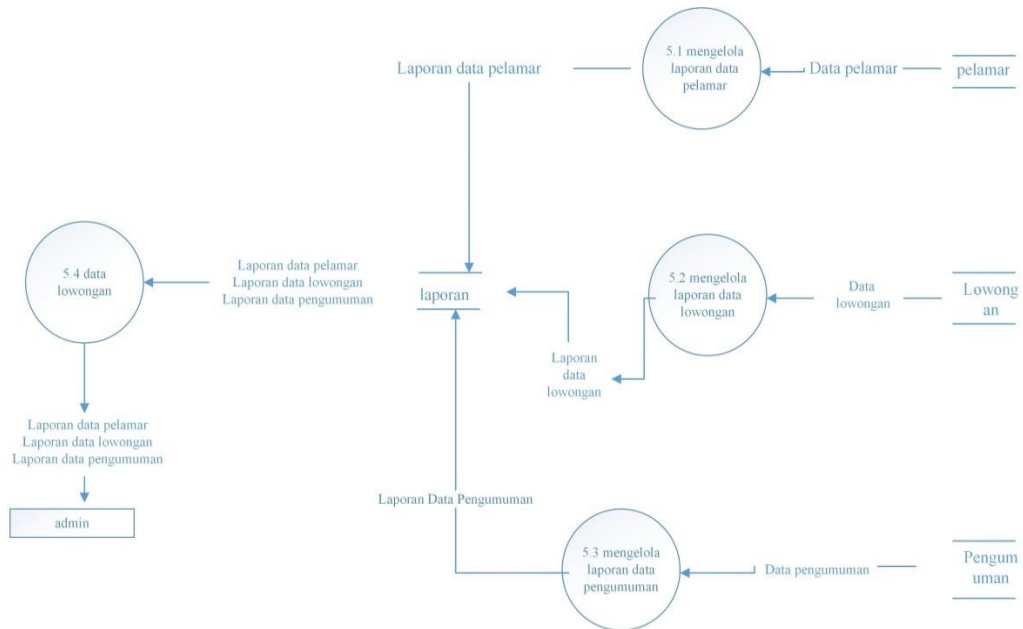 Laporan data pelamar
5.1 mengelola
laporan data
pelamar
Data pelamar
pelamar
5.4 data
lowongan
Laporan data pelamar
Laporan data lowongan
Laporan data pengumuman
laporan
5.2 mengelola
laporan data
lowongan
Data
lowongan
Lowong
an
Laporan
data
lowongan
Laporan data pelamar
Laporan data lowongan
Laporan data pengumuman
admin
Laporan Data Pengumuman
5.3 mengelola
laporan data
pengumuman
Data pengumuman
Pengum
uman